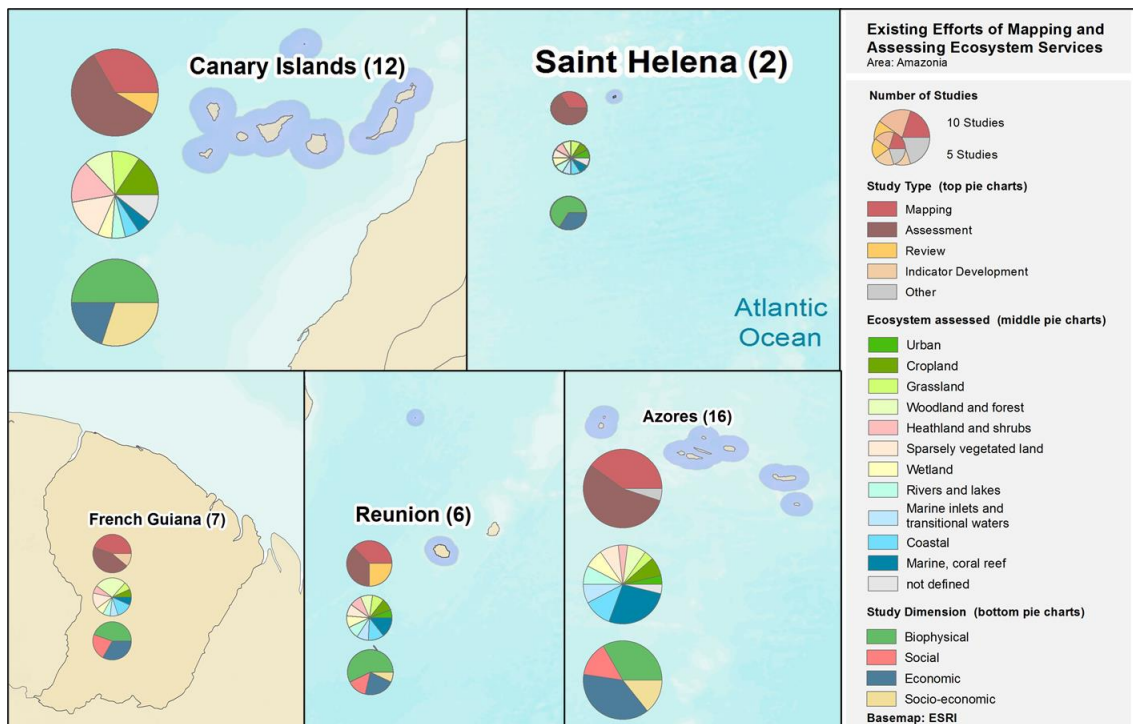 Canary Islands (12)
Saint Helena (2)
Atlantic
Ocean
French Guiana (7)
Reunion (6)
Azores (16)
Existing Efforts of Mapping and
Assessing Ecosystem Services
Area: Amazonia
Number of Studies
10 Studies
5 Studies
Study Type (top pie charts)
Mapping
Assessment
Review
Indicator Development
Other
Ecosystem assessed (middle pie charts)
Urban
Cropland
Grassland
Woodland and forest
Heathland and shrubs
Sparsely vegetated land
Wetland
Rivers and lakes
Marine inlets and
transitional waters
Coastal
Marine, coral reef
not defined
Study Dimension (bottom pie charts)
Biophysical
Social
Economic
Socio-economic
Basemap: ESRI